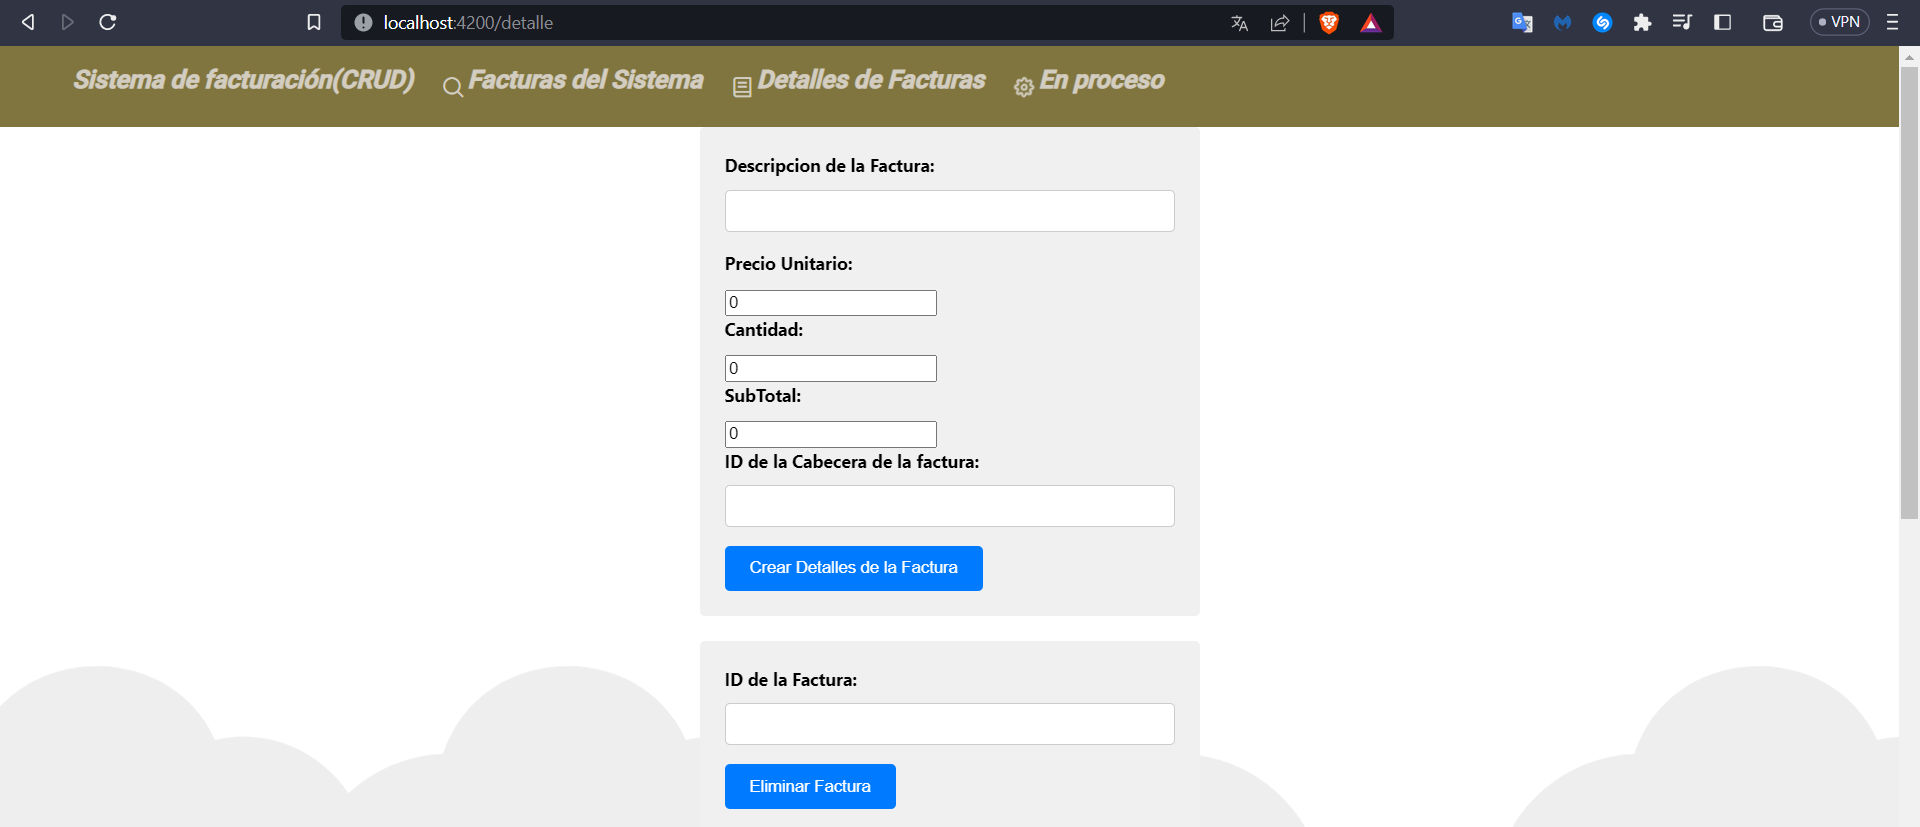 localhost:4200/detalle
VPN
Sistema de facturación(CRUD) Facturas del Sistema Detalles de Facturas En proceso
Descripcion de la Factura:
Precio Unitario:
0
Cantidad:
0
SubTotal:
0
ID de la Cabecera de la factura:
Crear Detalles de la Factura
ID de la Factura:
Eliminar Factura